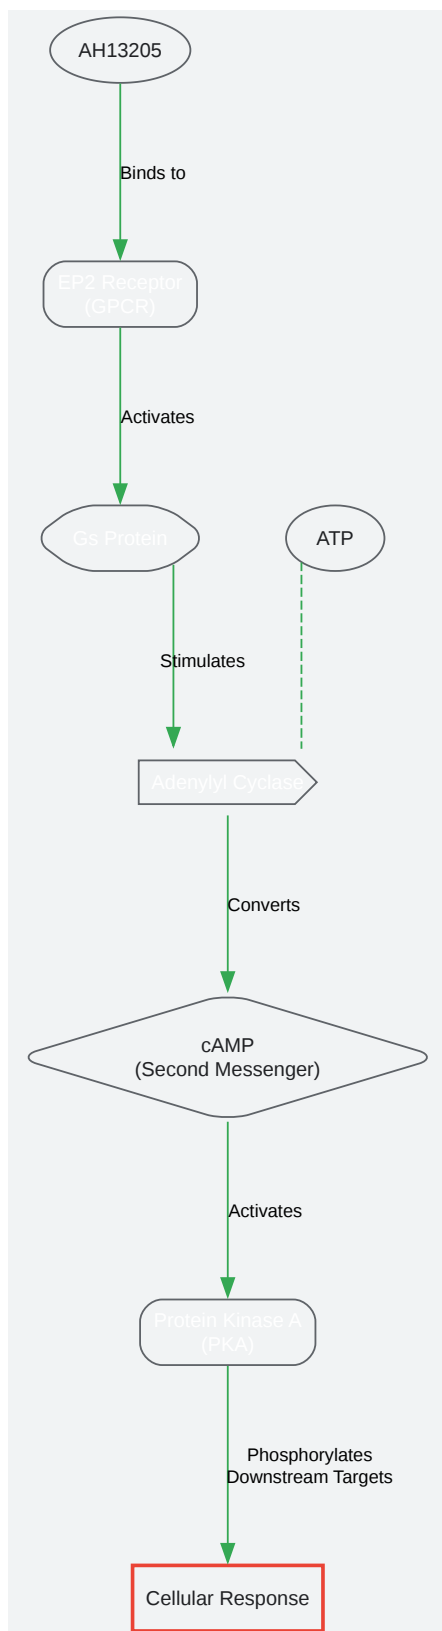 AH13205
Binds to
EP2 Receptor
(GPCR)
Activates
Gs Protein
ATP
Stimulates
Adenylyl Cyclase
Converts
cAMP
(Second Messenger)
Activates
Protein Kinase A
(PKA)
Phosphorylates
Downstream Targets
Cellular Response